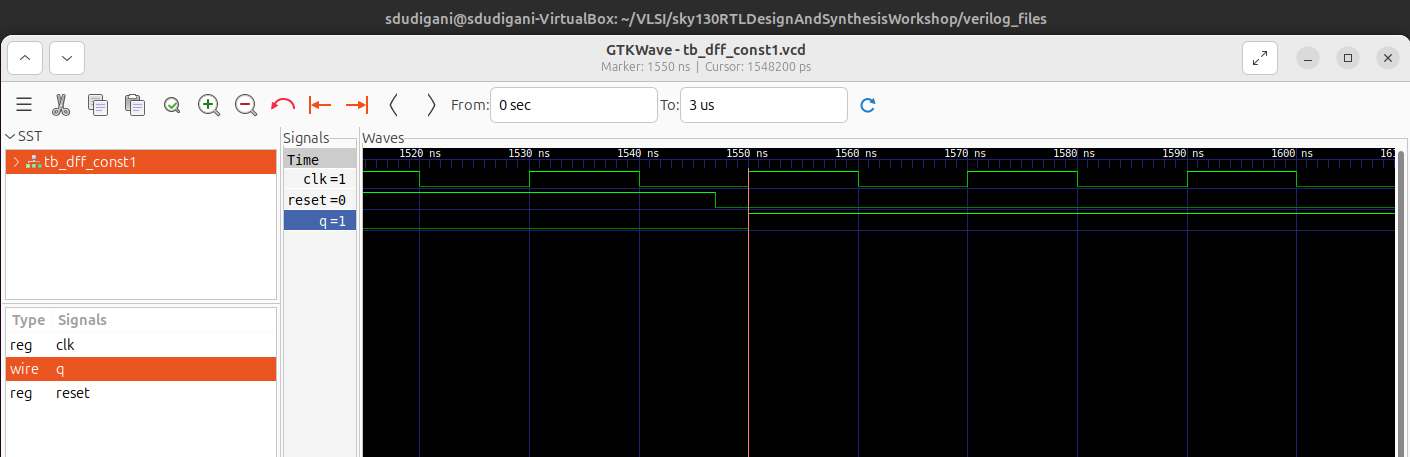 sdudigani@sdudigani-VirtualBox: ~/VLSI/sky130RTLDesignAndSynthesisWorkshop/verilog_files
GTKWave - tb_dff_const1.vcd
Marker: 1550 ns | Cursor: 1548200 ps
From: 0 sec To: 3 us
SST
tb_dff_const1
Type Signals
reg clk
wire q
reg reset
Signals
Time
clk =1
reset =0
q =1
Waves
1520 ns 1530 ns 1540 ns 1550 ns 1560 ns 1570 ns 1580 ns 1590 ns 1600 ns 161